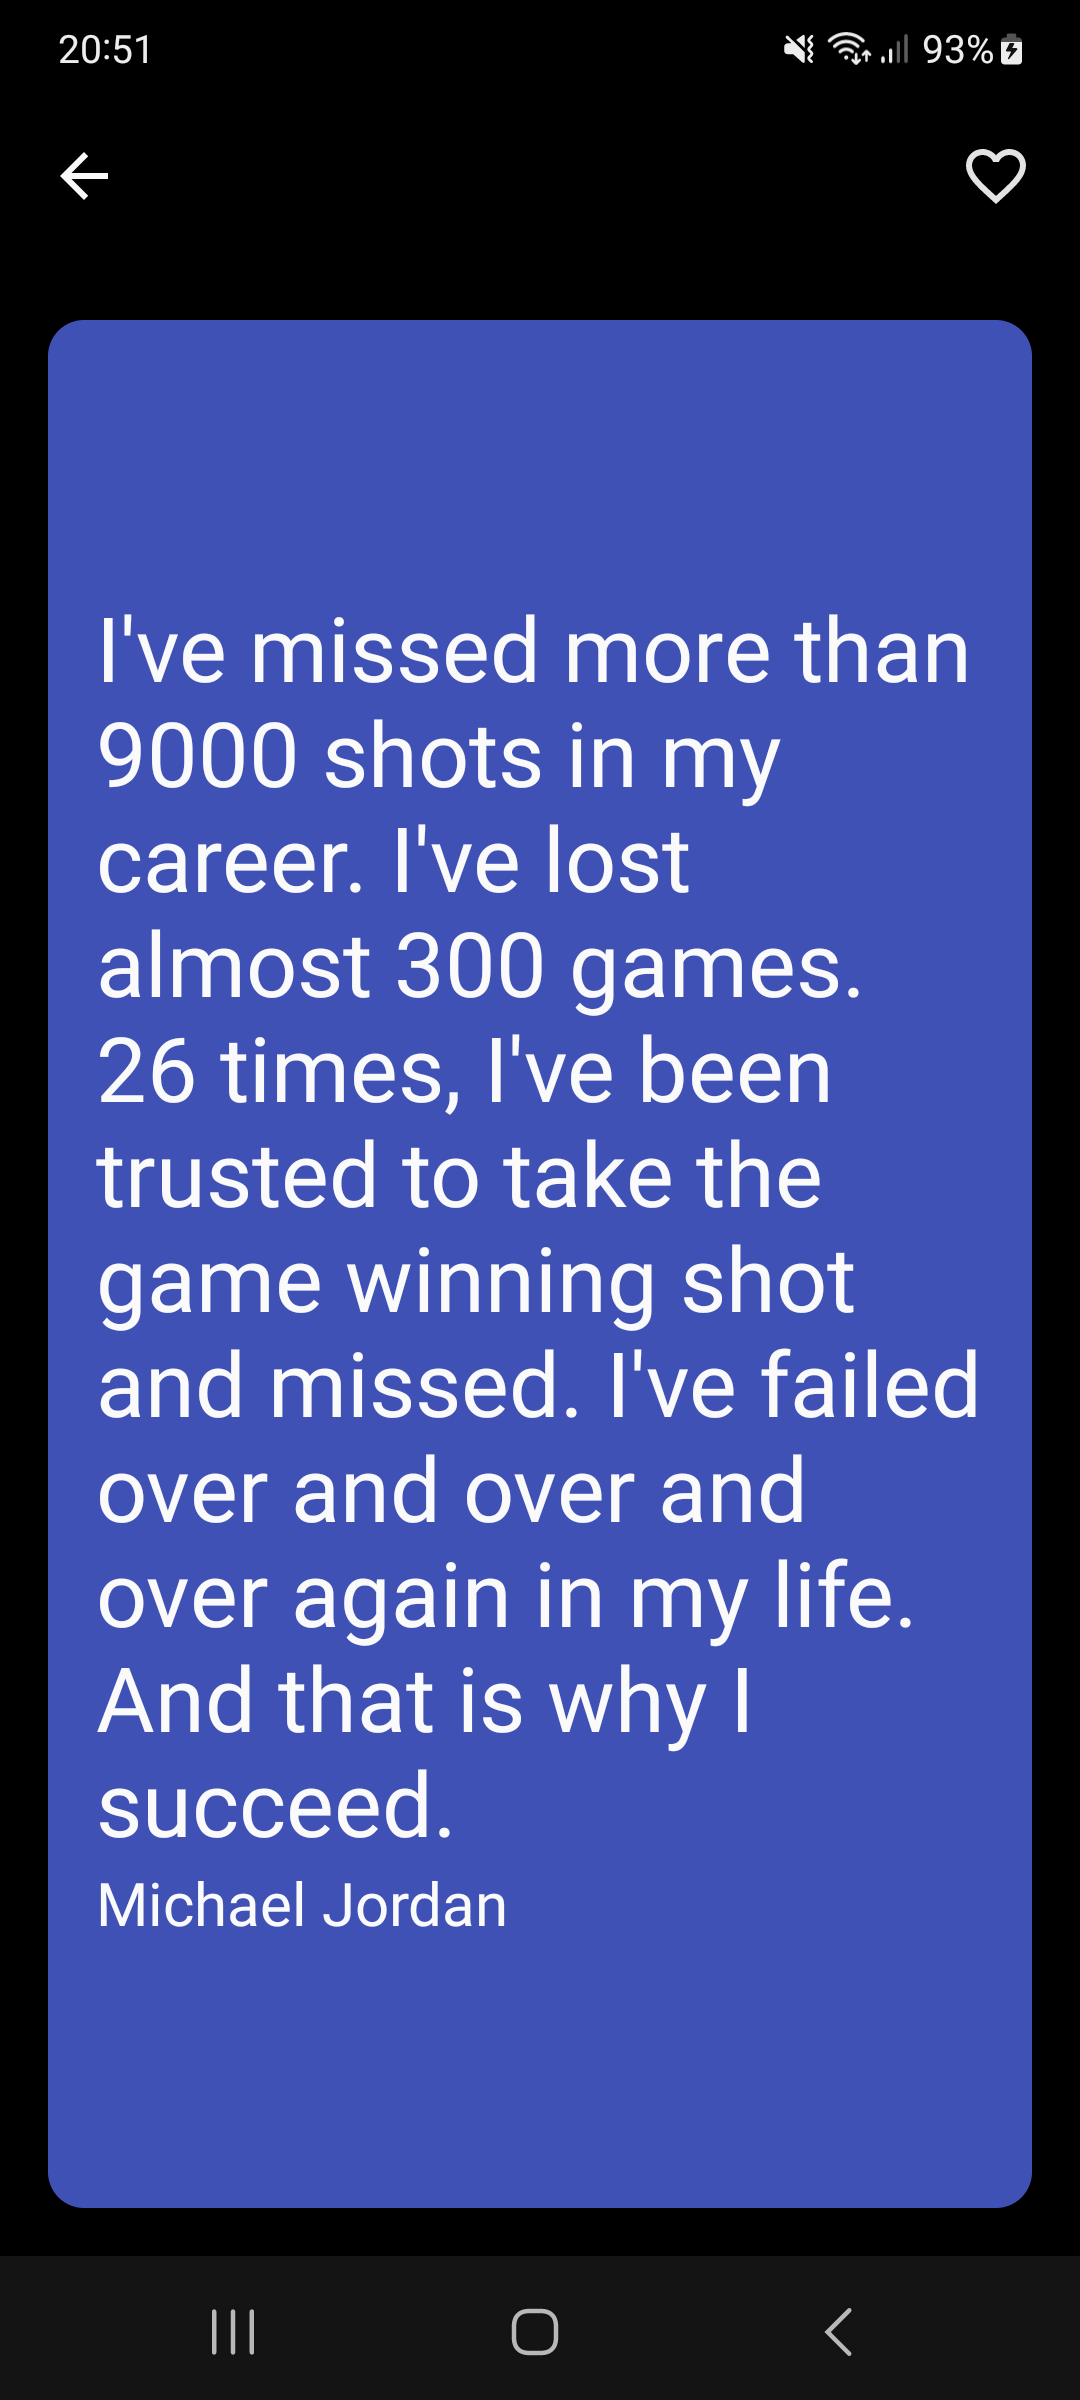 20:51
93%
I've missed more than
9000 shots in my
career. I've lost
almost 300 games.
26 times, I've been
trusted to take the
game winning shot
and missed. I've failed
over and over and
over again in my life.
And that is why I
succeed.
Michael Jordan